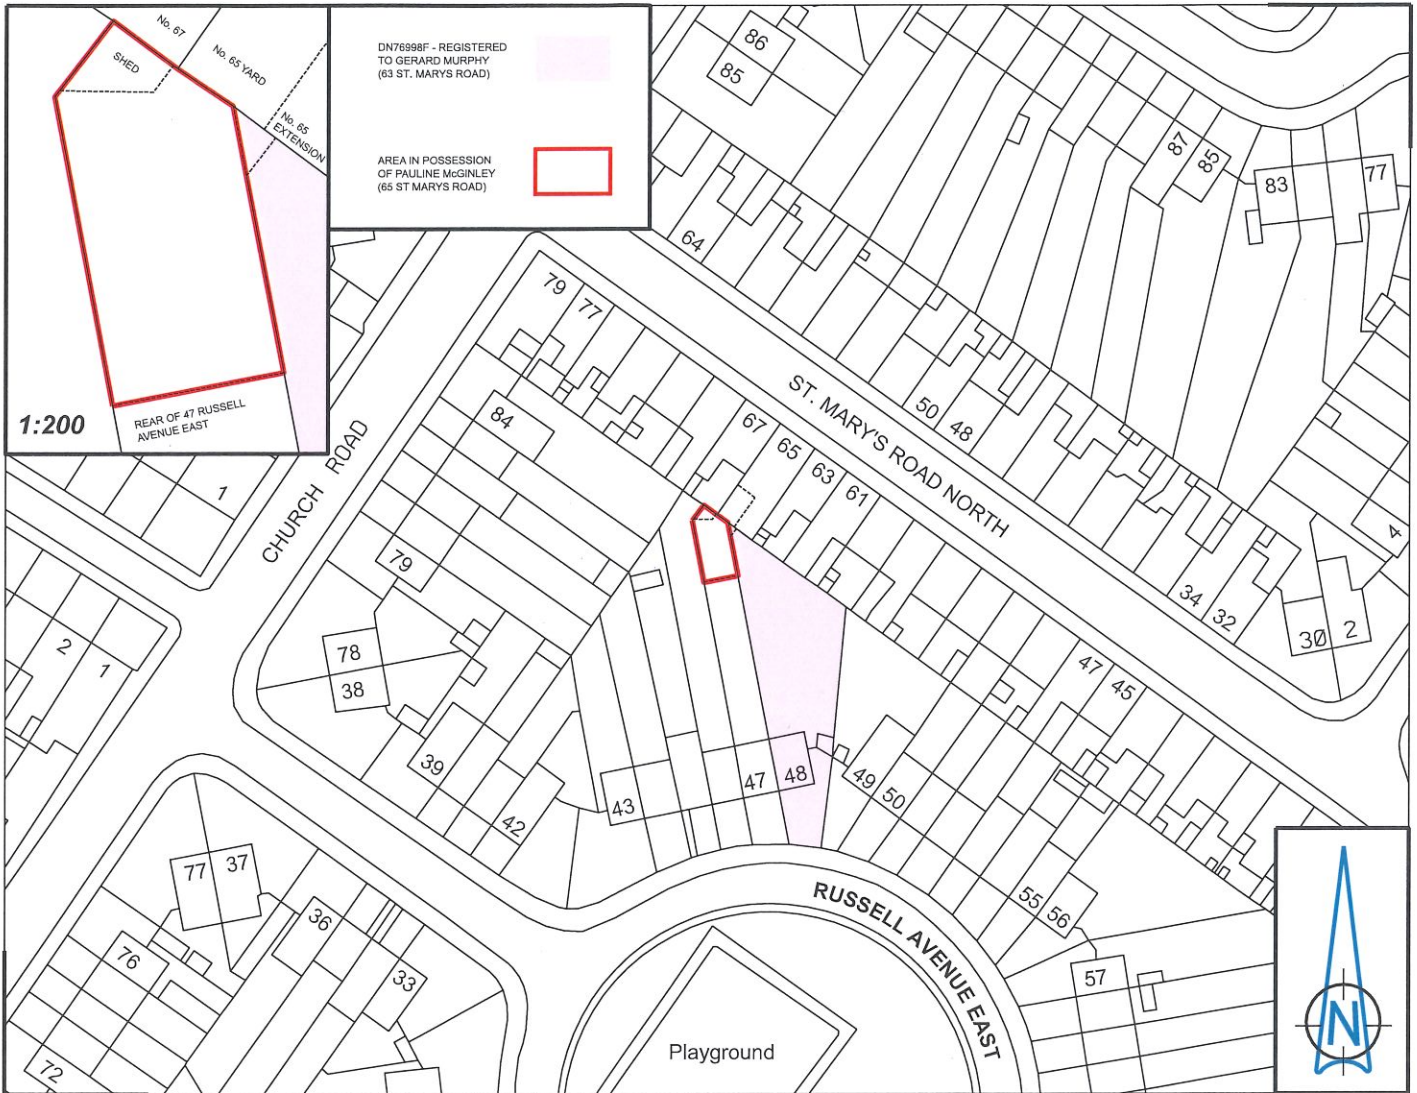 No. 67
No. 65 YARD
SHED
No. 65
EXTENSION
1:200
REAR OF 47 RUSSELL
AVENUE EAST
DN76998F - REGISTERED
TO GERARD MURPHY
(63 ST. MARYS ROAD)
AREA IN POSSESSION
OF PAULINE McGINLEY
(65 ST MARYS ROAD)
86
85
87
85
83
77
64
79
77
50
48
ST. MARY'S ROAD NORTH
67
65
63
61
84
CHURCH ROAD
1
79
2
1
78
38
39
42
43
47
48
49
50
47
45
34
32
30
2
4
77
37
36
33
76
72
55
56
57
RUSSELL AVENUE EAST
Playground
N